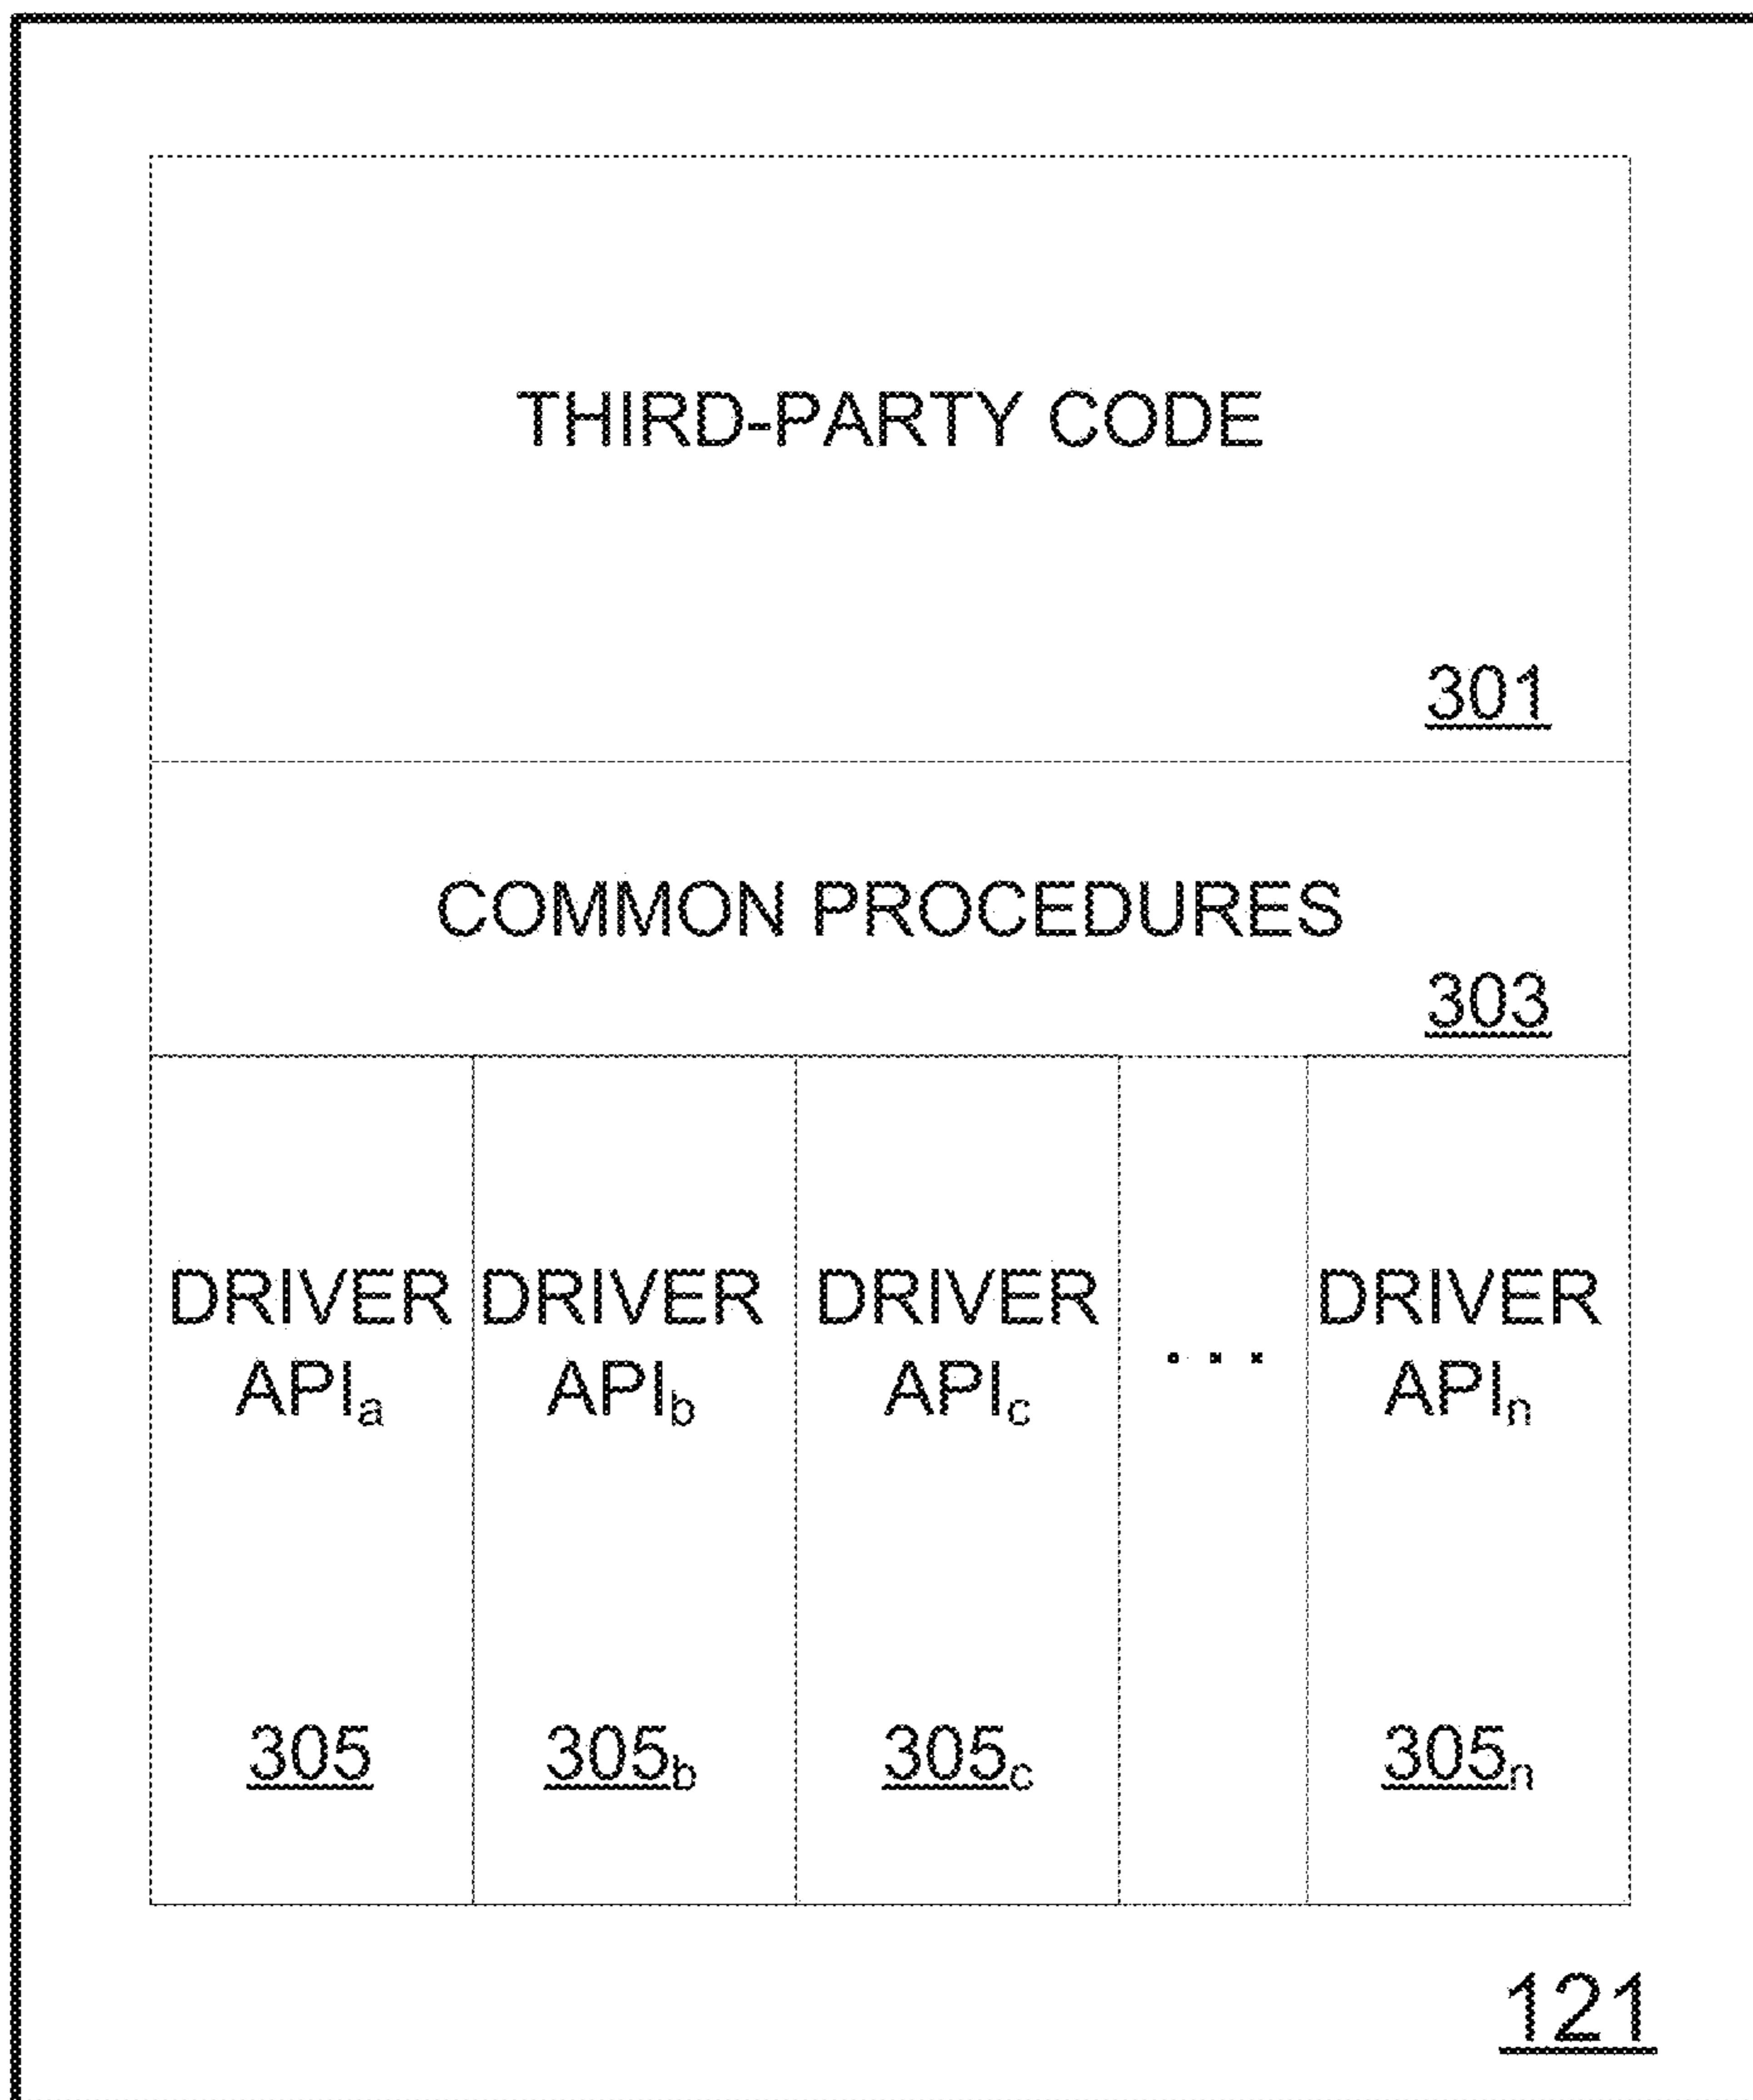 THIRD-PARTY CODE
301
COMMON PROCEDURES
303
DRIVER DRIVER DRIVER DRIVER
APIa APIb APIc ... APIn
305 305b 305c 305n
121